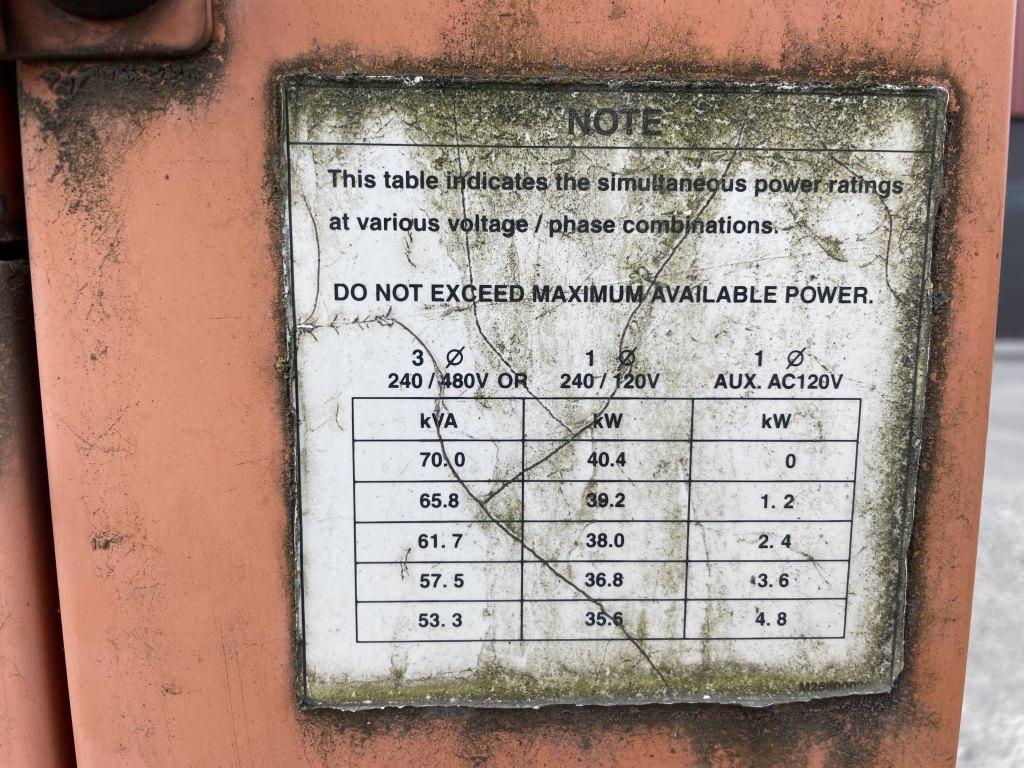 NOTE
This table indicates the simultaneous power ratings
at various voltage / phase combinations.
DO NOT EXCEED MAXIMUM AVAILABLE POWER.
3 Ø 1 Ø 1 Ø
240 / 480V OR 240 / 120V AUX. AC120V
kVA kW kW
70.0 40.4 0
65.8 39.2 1.2
61.7 38.0 2.4
57.5 36.8 3.6
53.3 35.6 4.8